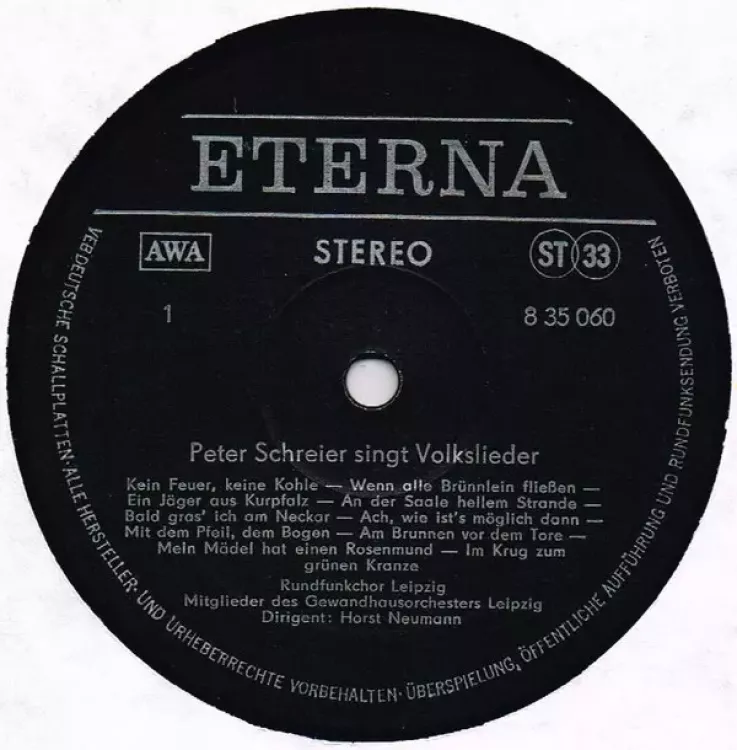 ETERNA
AWA STEREO ST 33
1 8 35 060
Peter Schreier singt Volkslieder
Kein Feuer, keine Kohle — Wenn alle Brünnlein fließen —
Ein Jäger aus Kurpfalz — An der Saale hellem Strande —
Bald gras' ich am Neckar — Ach, wie ist's möglich dann —
Mit dem Pfeil, dem Bogen — Am Brunnen vor dem Tore —
Mein Mädel hat einen Rosenmund — Im Krug zum
grünen Kranze
Rundfunkchor Leipzig
Mitglieder des Gewandhausorchesters Leipzig
Dirigent: Horst Neumann
VEB DEUTSCHE SCHALLPLATTEN · ALLE HERSTELLER- UND URHEBERRECHTE VORBEHALTEN · ÜBERSPIELUNG, ÖFFENTLICHE AUFFÜHRUNG UND RUNDFUNKSENDUNG VERBOTEN